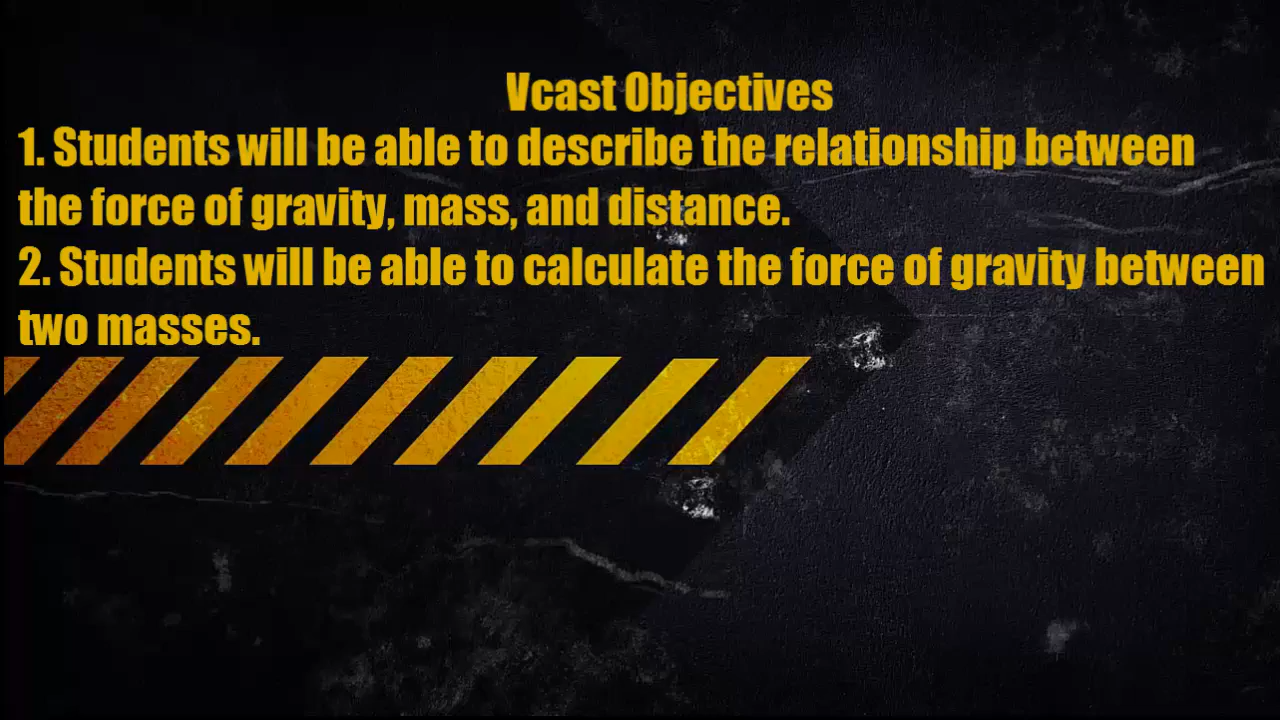 Vcast Objectives
1. Students will be able to describe the relationship between
the force of gravity, mass, and distance.
2. Students will be able to calculate the force of gravity between
two masses.